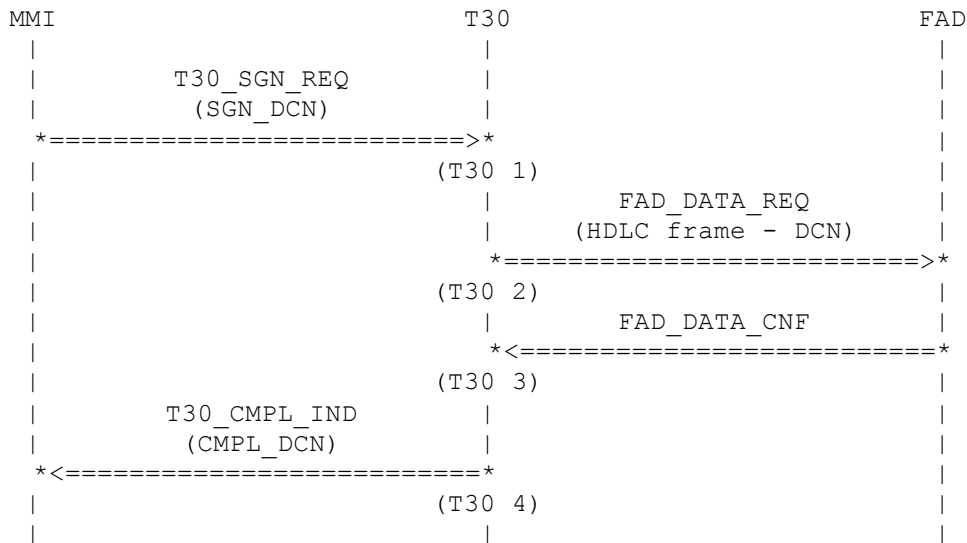 MMI T30 FAD
| | |
| T30_SGN_REQ | |
| (SGN_DCN) | |
*==========================>* |
| (T30 1) |
| | FAD_DATA_REQ |
| | (HDLC frame - DCN) |
| *==========================>*
| (T30 2) |
| | FAD_DATA_CNF |
| *<==========================*
| (T30 3) |
| T30_CMPL_IND | |
| (CMPL_DCN) | |
*<==========================* |
| (T30 4) |
| | |